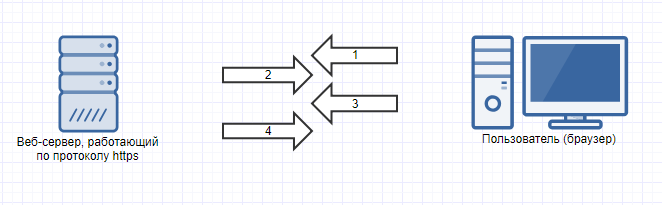 1
2
3
4
Веб-сервер, работающий
по протоколу https
Пользователь (браузер)